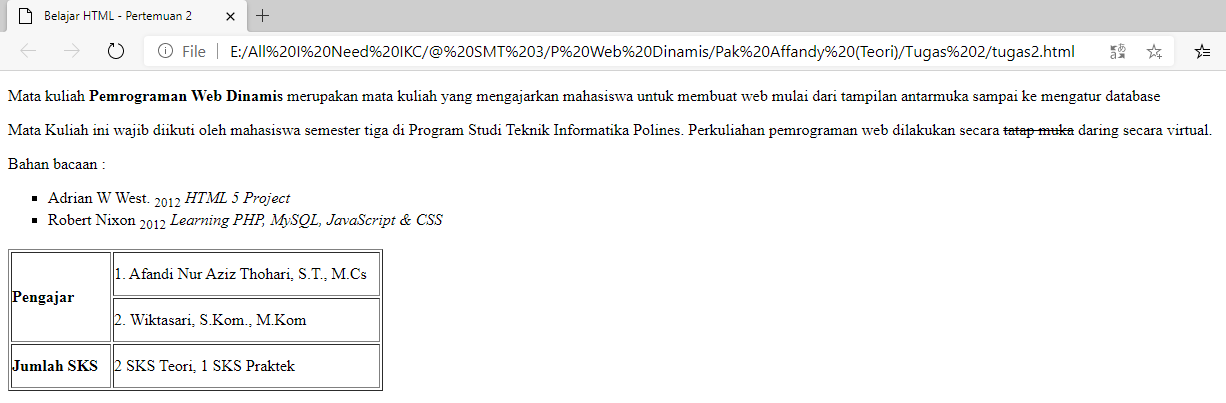 Belajar HTML - Pertemuan 2
File | E:/All%20I%20Need%20IKC/@%20SMT%203/P%20Web%20Dinamis/Pak%20Affandy%20(Teori)/Tugas%202/tugas2.html
Mata kuliah Pemrograman Web Dinamis merupakan mata kuliah yang mengajarkan mahasiswa untuk membuat web mulai dari tampilan antarmuka sampai ke mengatur database
Mata Kuliah ini wajib diikuti oleh mahasiswa semester tiga di Program Studi Teknik Informatika Polines. Perkuliahan pemrograman web dilakukan secara tatap muka daring secara virtual.
Bahan bacaan :
Adrian W West. 2012 HTML 5 Project
Robert Nixon 2012 Learning PHP, MySQL, JavaScript & CSS
Pengajar
1. Afandi Nur Aziz Thohari, S.T., M.Cs
2. Wiktasari, S.Kom., M.Kom
Jumlah SKS
2 SKS Teori, 1 SKS Praktek